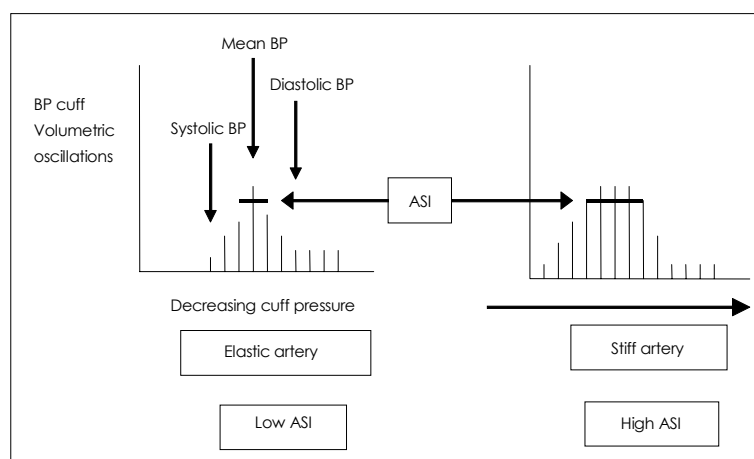 Mean BP
Diastolic BP
BP cuff
Volumetric
oscillations
Systolic BP
ASI
Decreasing cuff pressure
Elastic artery
Stiff artery
Low ASI
High ASI